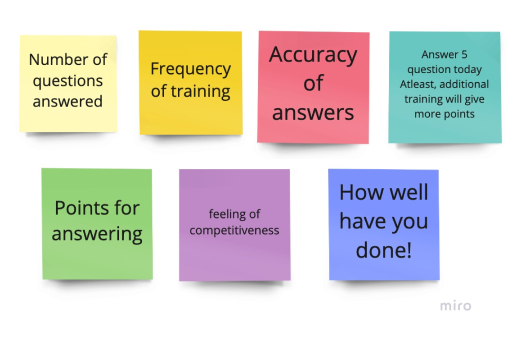 Number of
questions
answered
Frequency
of training
Accuracy
of
answers
Answer 5
question today
Atleast, additional
training will give
more points
Points for
answering
feeling of
competitiveness
How well
have you
done!
miro